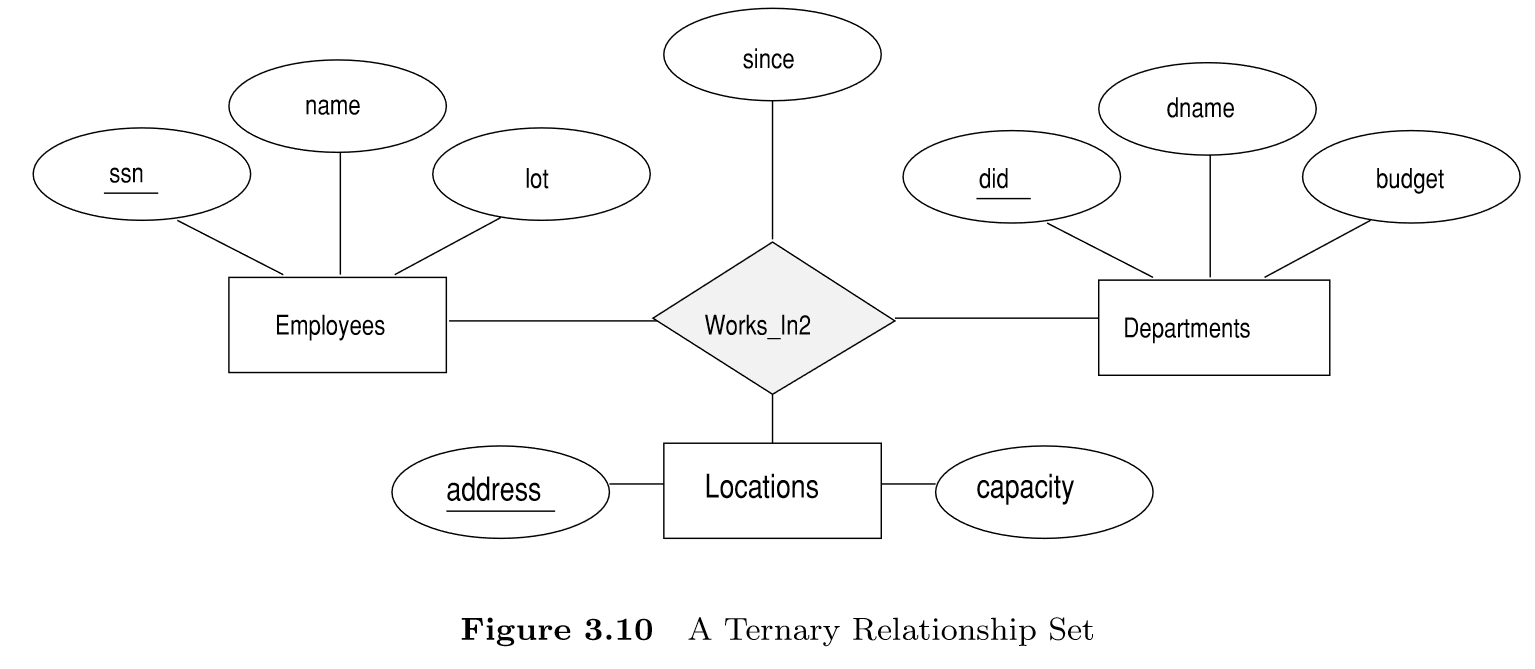 since
name
dname
ssn
lot
did
budget
Employees
Works_In2
Departments
address
Locations
capacity
Figure 3.10 A Ternary Relationship Set